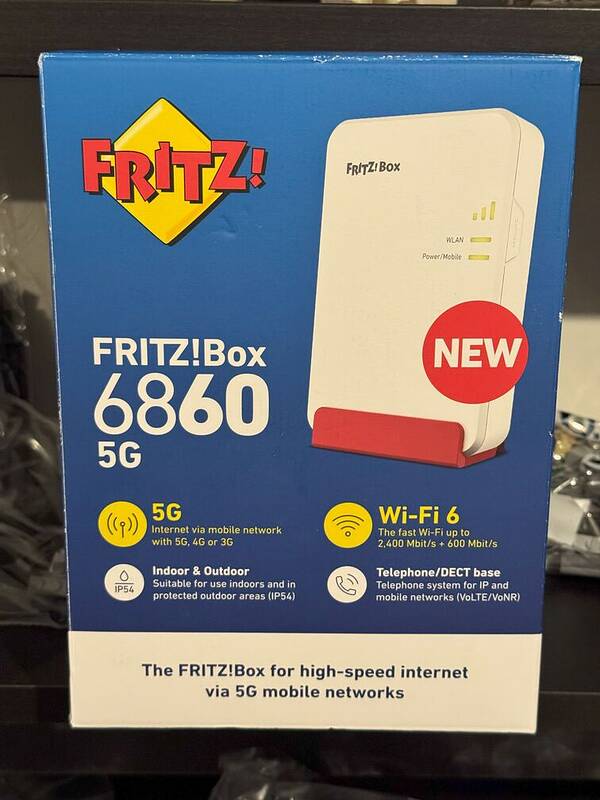 FRITZ!
FRITZ!BOX
WLAN
Power/Mobile
NEW
FRITZ!Box
6860
5G
5G
Internet via mobile network
with 5G, 4G or 3G
Wi-Fi 6
The fast Wi-Fi up to
2,400 Mbit/s + 600 Mbit/s
IP54
Indoor & Outdoor
Suitable for use indoors and in
protected outdoor areas (IP54)
Telephone/DECT base
Telephone system for IP and
mobile networks (VoLTE/VoNR)
The FRITZ!Box for high-speed internet
via 5G mobile networks